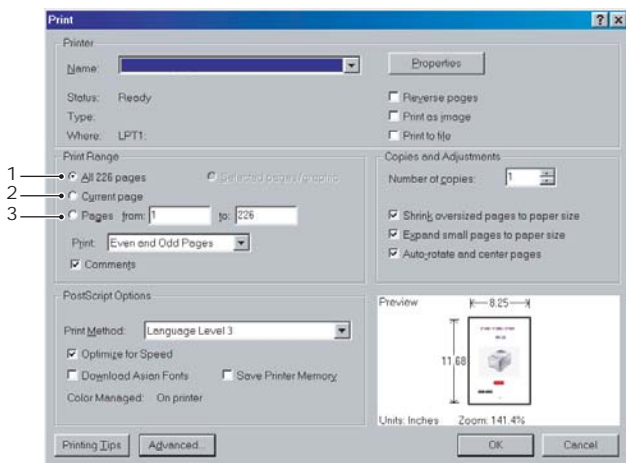 Print
Printer
Name:
Properties
Status: Ready
Reverse pages
Type:
Print as image
Where: LPT1:
Print to file
Print Range
Copies and Adjustments
1
All 226 pages
Selected pages/graphic
Number of copies: 1
2
Current page
3
Pages from: 1 to: 226
Shrink oversized pages to paper size
Print: Even and Odd Pages
Expand small pages to paper size
Comments
Auto-rotate and center pages
PostScript Options
Preview
8.25
Print Method: Language Level 3
Optimize for Speed
11.68
Download Asian Fonts
Save Printer Memory
Color Managed: On printer
Units: Inches Zoom: 141.4%
Printing Tips
Advanced...
OK
Cancel